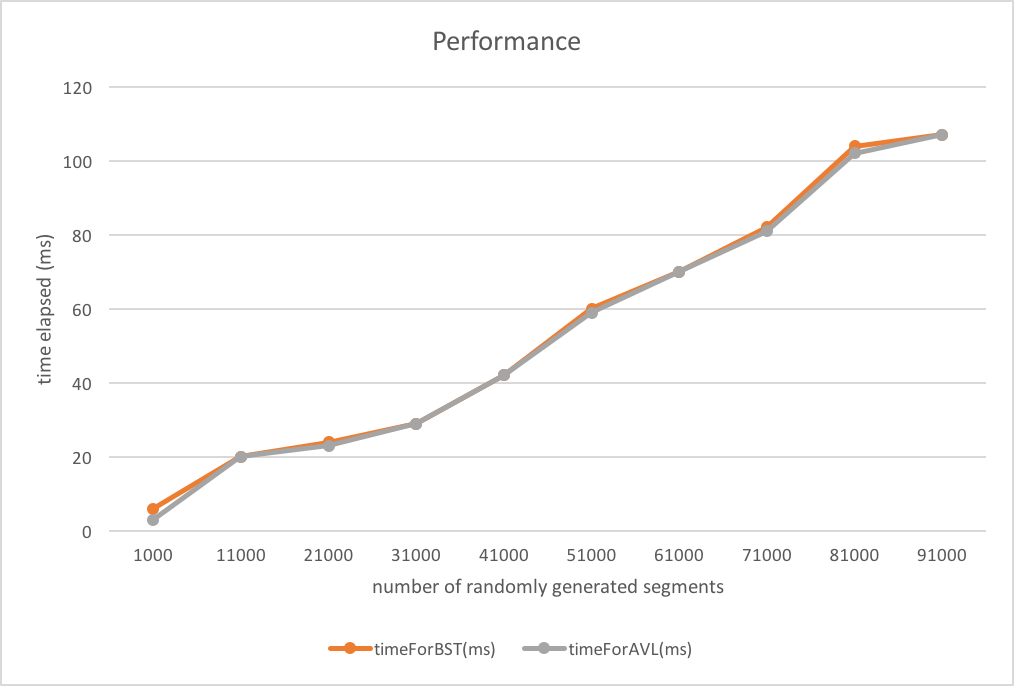 Performance
120
100
80
60
40
20
0
time elapsed (ms)
1000 11000 21000 31000 41000 51000 61000 71000 81000 91000
number of randomly generated segments
timeForBST(ms) timeForAVL(ms)